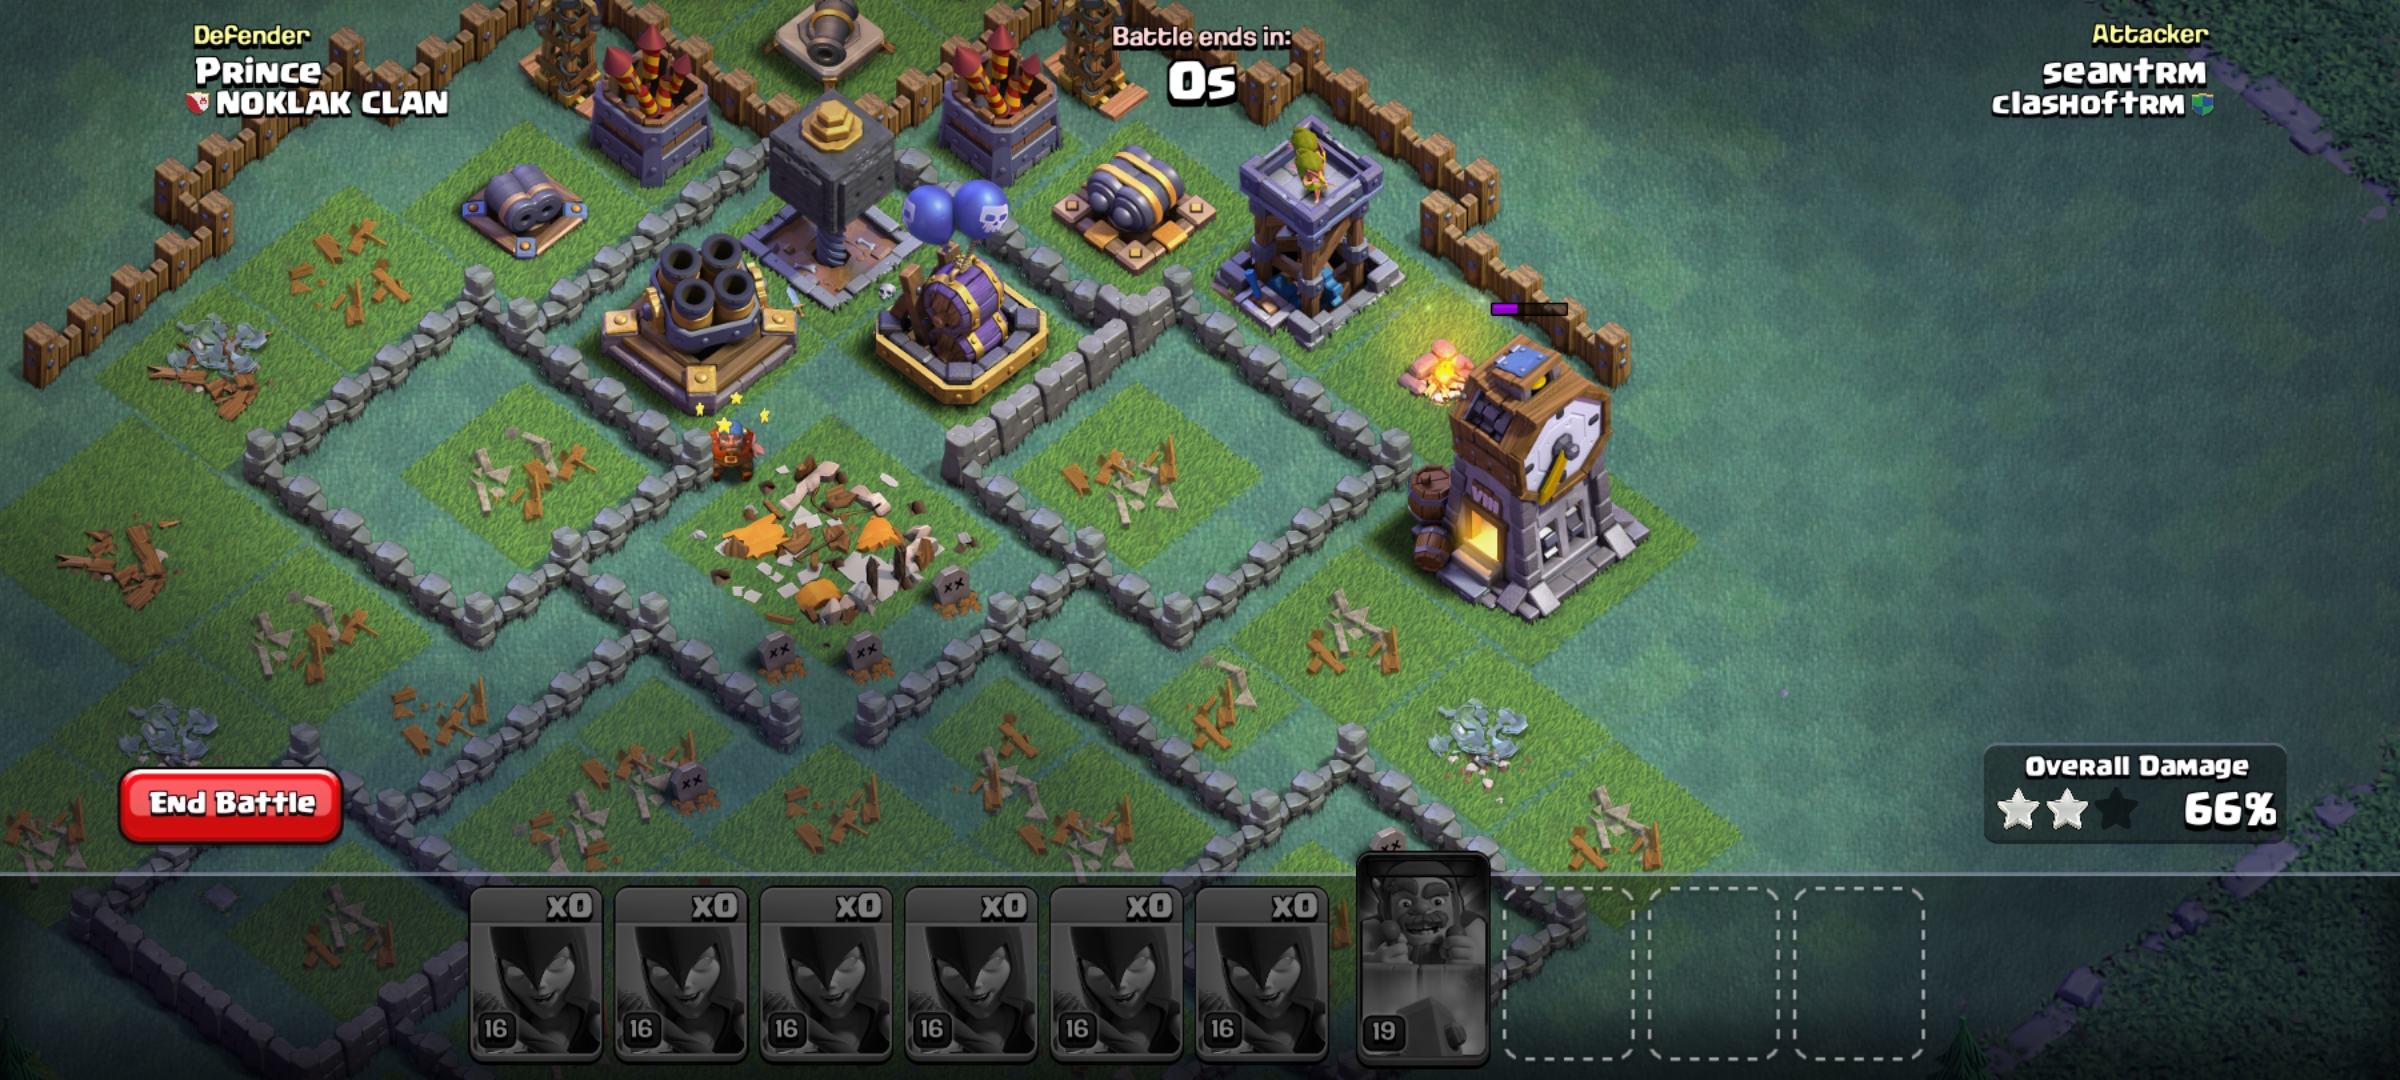 Defender
Prince
NOKLAK CLAN
Battle ends in:
0s
Attacker
seantrm
clashoftrm
VIII
End Battle
Overall Damage
66%
x0
x0
x0
x0
x0
x0
16
16
16
16
16
16
19